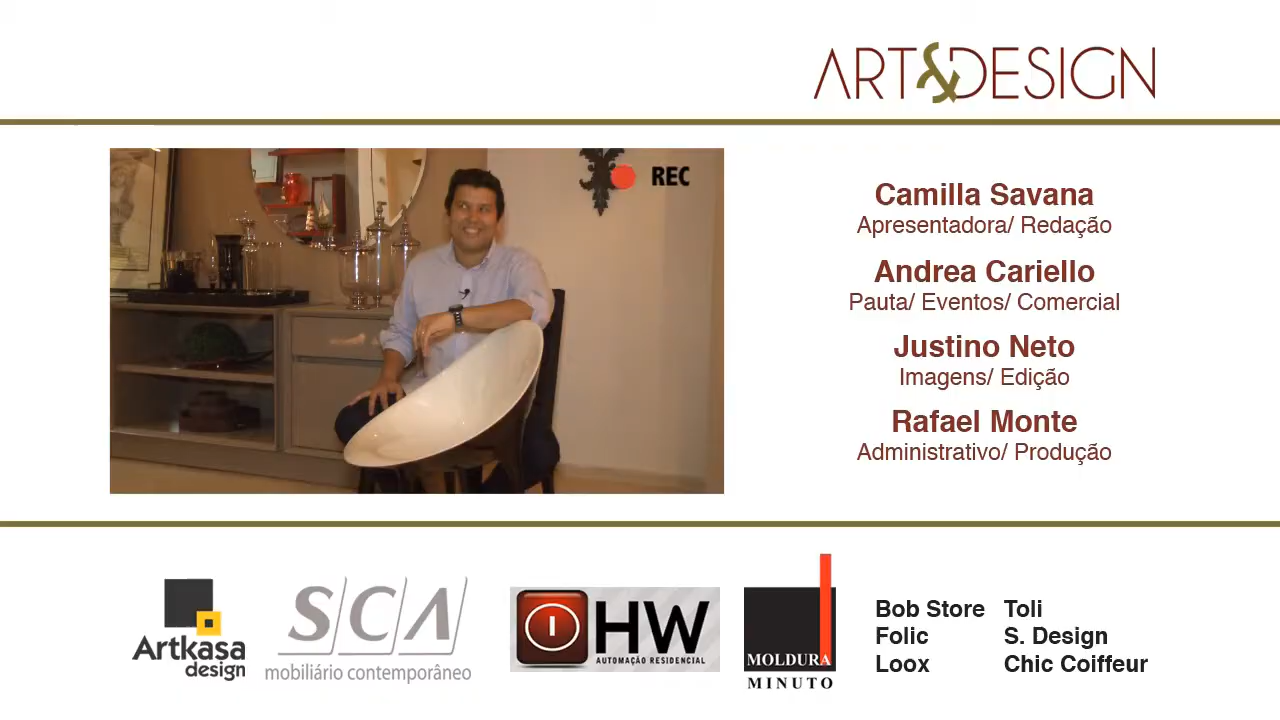 ART&DESIGN
REC
Camilla Savana
Apresentadora/ Redação
Andrea Cariello
Pauta/ Eventos/ Comercial
Justino Neto
Imagens/ Edição
Rafael Monte
Administrativo/ Produção
Artkasa
design
SCA
mobiliário contemporâneo
HW
AUTOMAÇÃO RESIDENCIAL
MOLDURA
MINUTO
Bob Store
Folic
Loox
Toli
S. Design
Chic Coiffeur